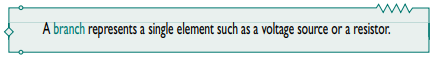 A branch represents a single element such as a voltage source or a resistor.